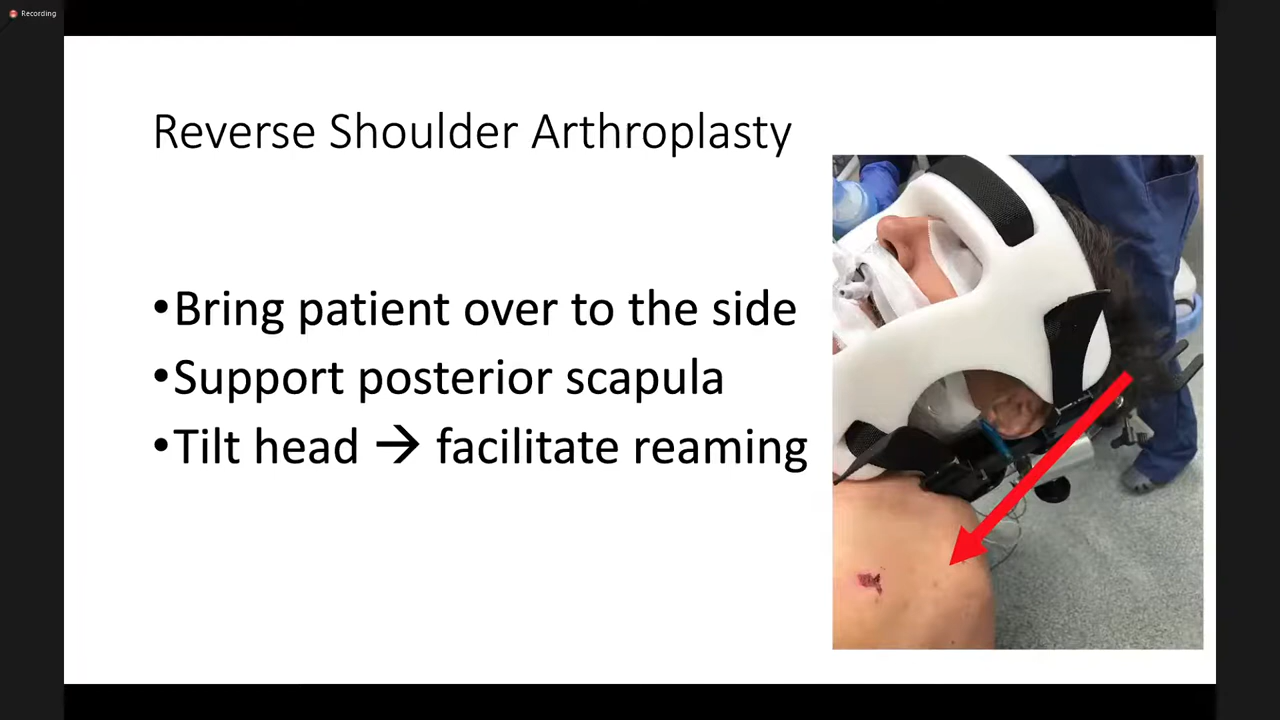 Recording
Reverse Shoulder Arthroplasty
•Bring patient over to the side
•Support posterior scapula
•Tilt head → facilitate reaming